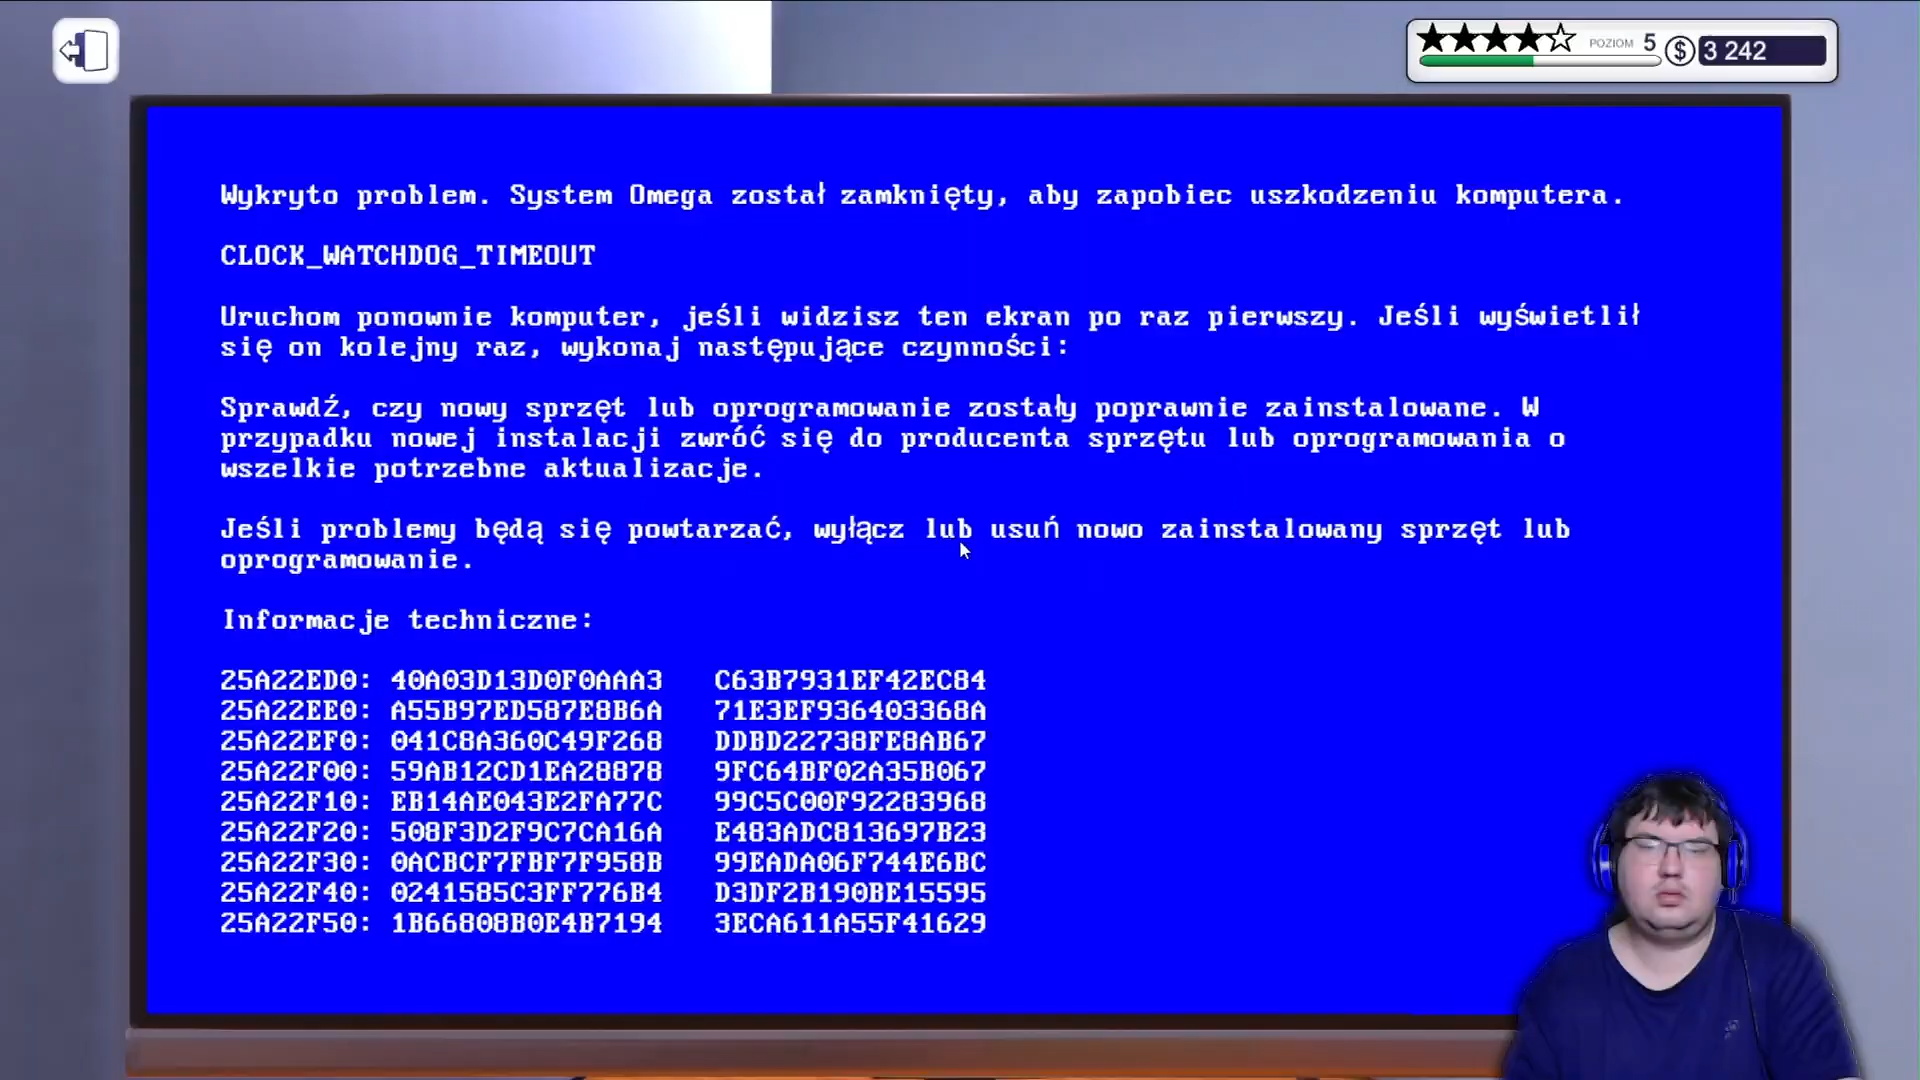 POZIOM 5 $ 3 242
Wykryto problem. System Omega został zamknięty, aby zapobiec uszkodzeniu komputera.
CLOCK_WATCHDOG_TIMEOUT
Uruchom ponownie komputer, jeśli widzisz ten ekran po raz pierwszy. Jeśli wyświetlił
się on kolejny raz, wykonaj następujące czynności:
Sprawdź, czy nowy sprzęt lub oprogramowanie zostały poprawnie zainstalowane. W
przypadku nowej instalacji zwróć się do producenta sprzętu lub oprogramowania o
wszelkie potrzebne aktualizacje.
Jeśli problemy będą się powtarzać, wyłącz lub usuń nowo zainstalowany sprzęt lub
oprogramowanie.
Informacje techniczne:
25A22ED0: 40A03D13D0F0AAA3 C63B7931EF42EC84
25A22EE0: A55B97ED587E8B6A 71E3EF936403368A
25A22EF0: 041C8A360C49F268 DDBD22738FE8AB67
25A22F00: 59AB12CD1EA28878 9FC64BF02A35B067
25A22F10: EB14AE043E2FA77C 99C5C00F92283968
25A22F20: 508F3D2F9C7CA16A E483ADC813697B23
25A22F30: 0ACBCF7FBF7F958B 99EADA06F744E6BC
25A22F40: 0241585C3FF776B4 D3DF2B190BE15595
25A22F50: 1B66808B0E4B7194 3ECA611A55F41629